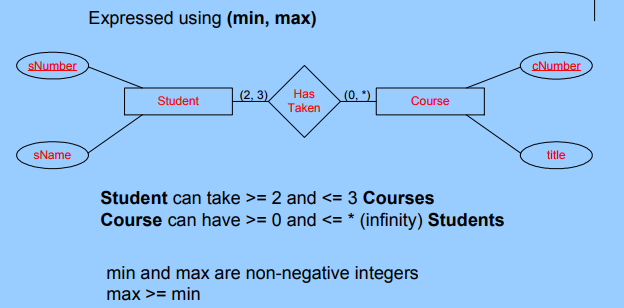 Expressed using (min, max)
sNumber
cNumber
Student
(2, 3)
Has
Taken
(0, *)
Course
sName
title
Student can take >= 2 and <= 3 Courses
Course can have >= 0 and <= * (infinity) Students
min and max are non-negative integers
max >= min